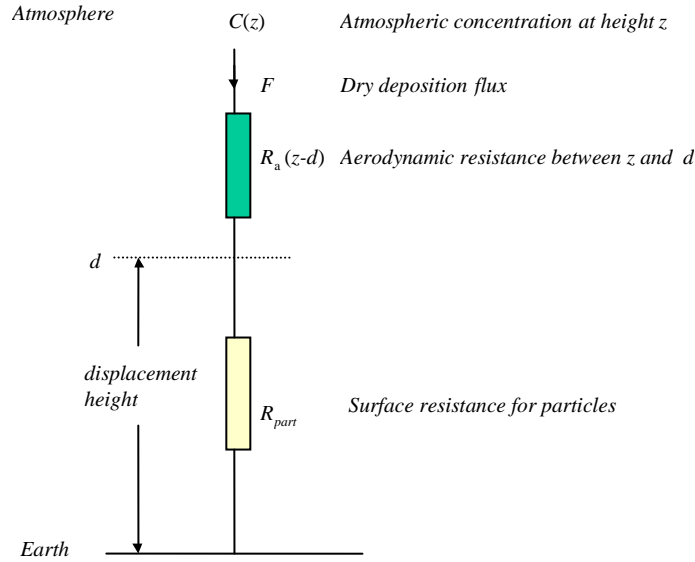 Atmosphere
C(z) Atmospheric concentration at height z
F Dry deposition flux
Rₐ (z-d) Aerodynamic resistance between z and d
d
displacement
height
R_part Surface resistance for particles
Earth